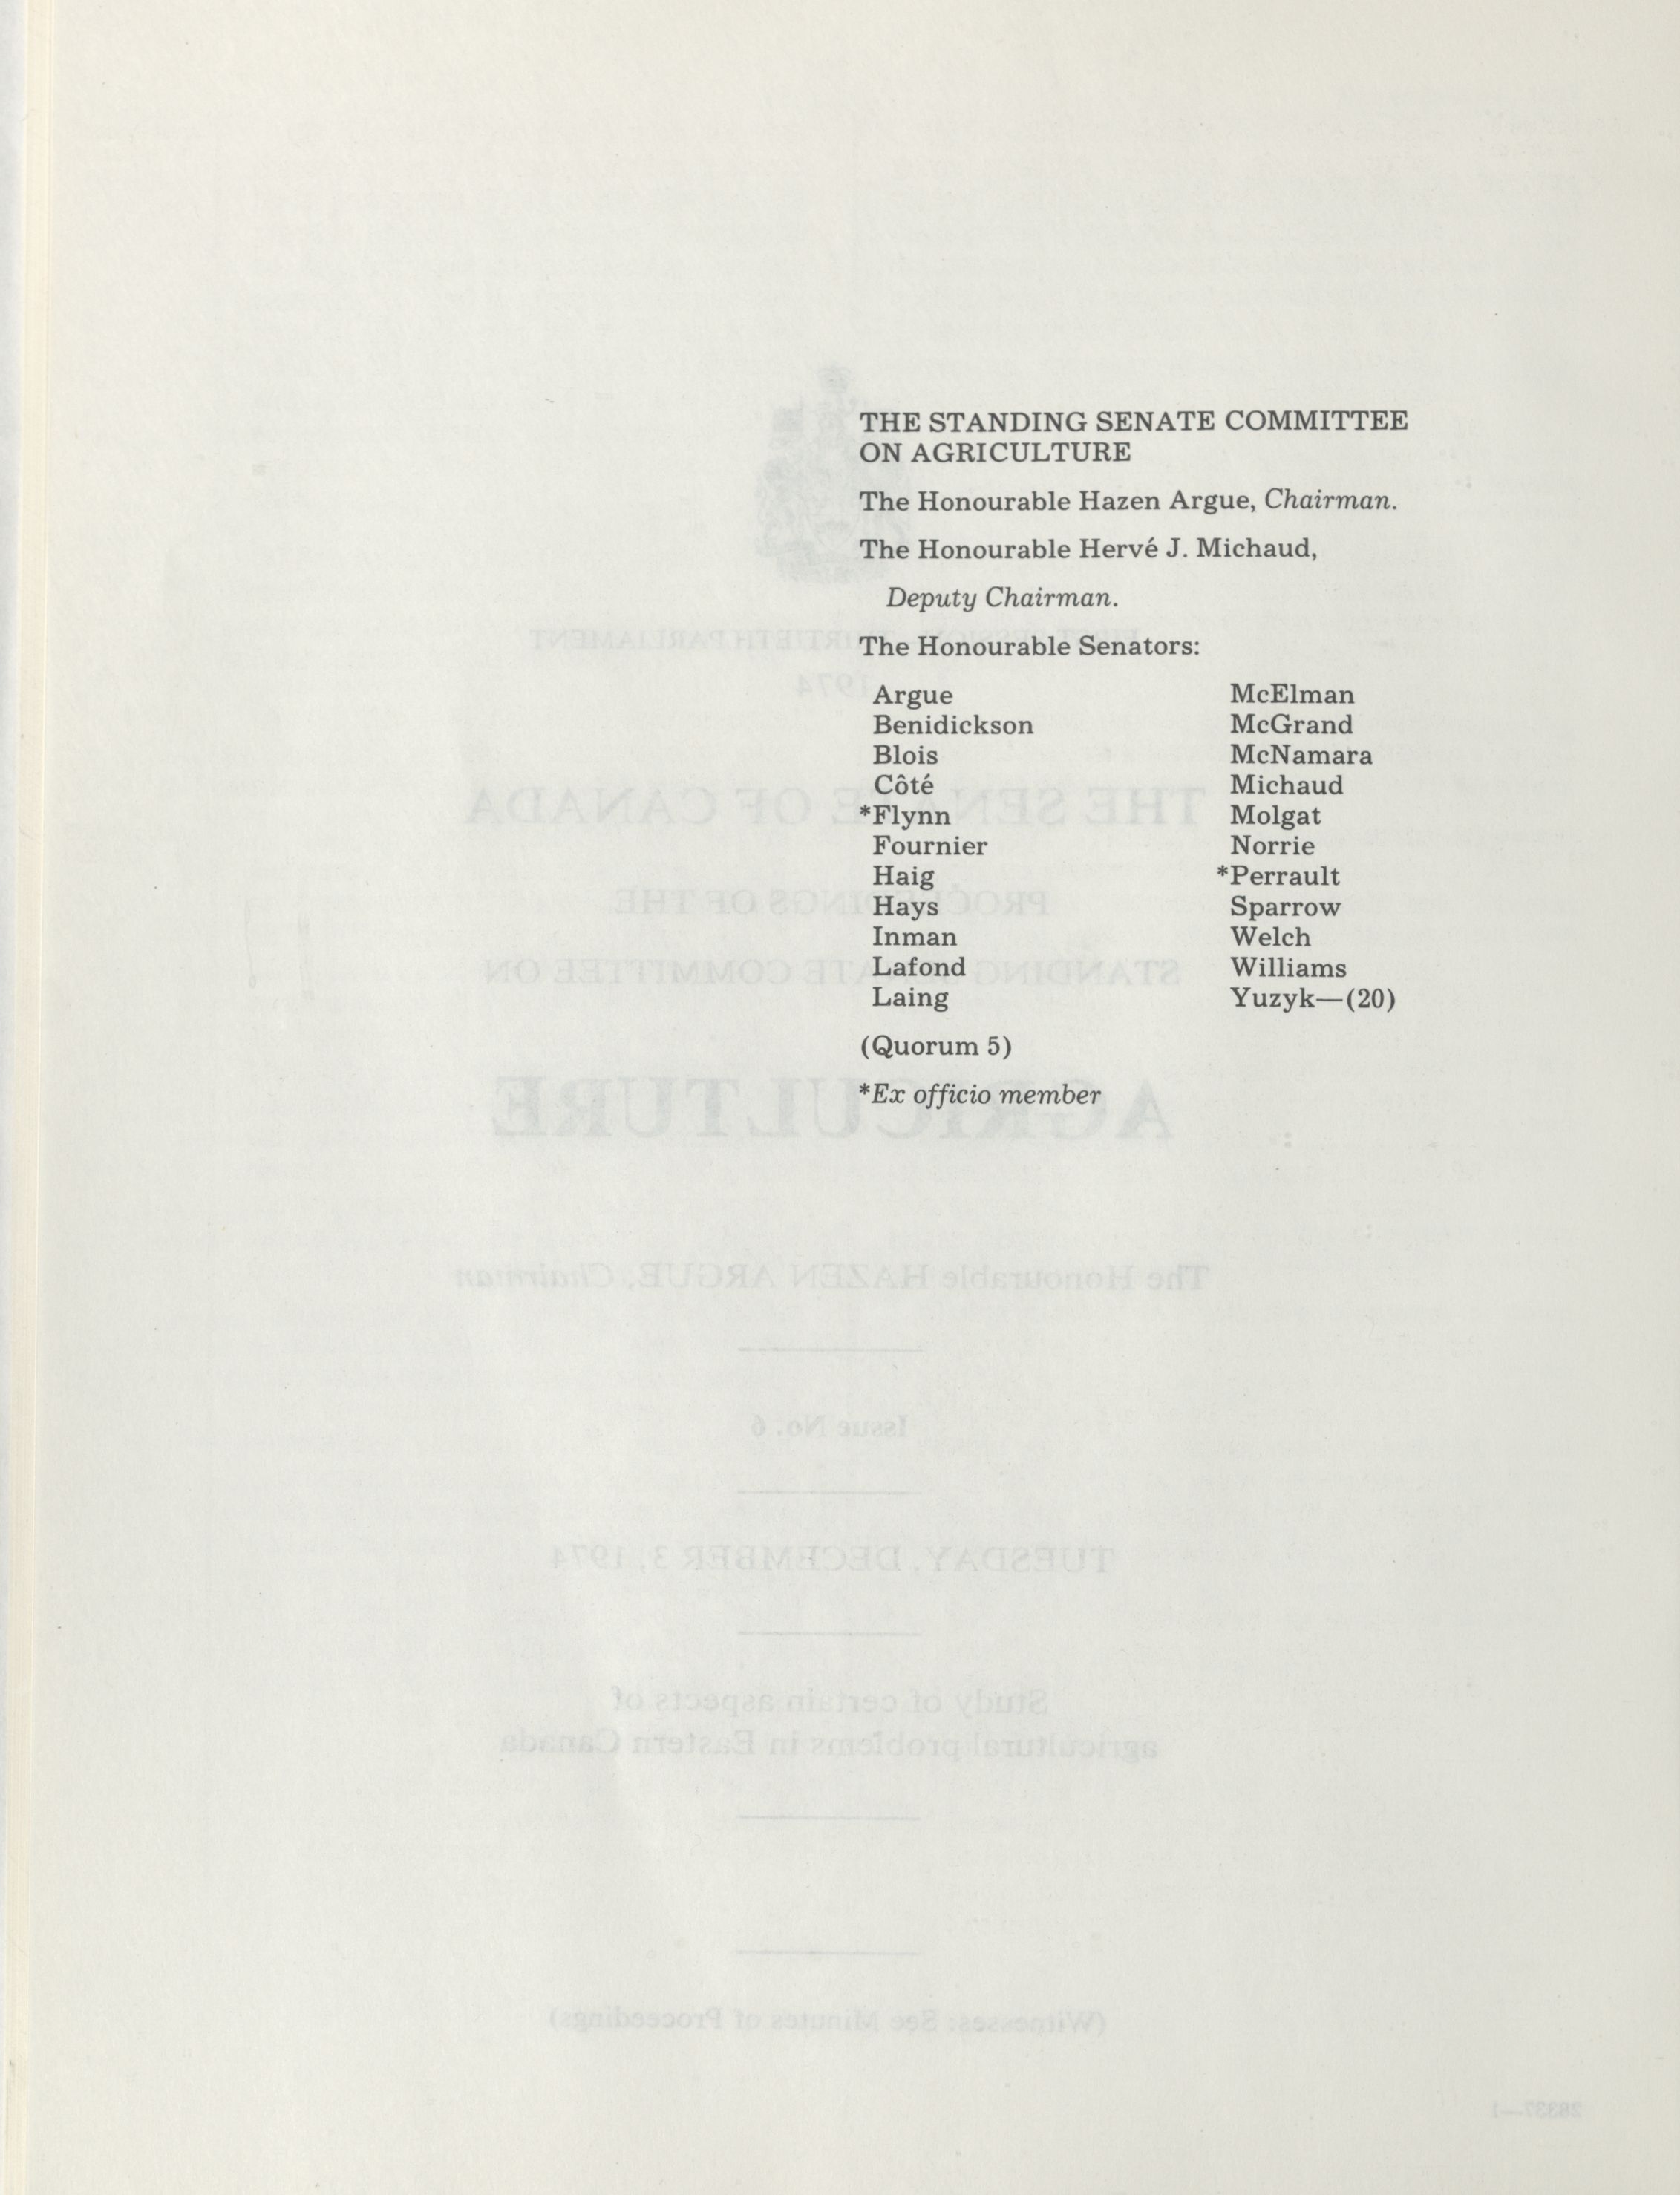 THE STANDING SENATE COMMITTEE
ON AGRICULTURE
The Honourable Hazen Argue, Chairman.
The Honourable Hervé J. Michaud,
Deputy Chairman.
The Honourable Senators:
Argue
Benidickson
Blois
Côté
*Flynn
Fournier
Haig
Hays
Inman
Lafond
Laing
McElman
McGrand
McNamara
Michaud
Molgat
Norrie
*Perrault
Sparrow
Welch
Williams
Yuzyk—(20)
(Quorum 5)
*Ex officio member